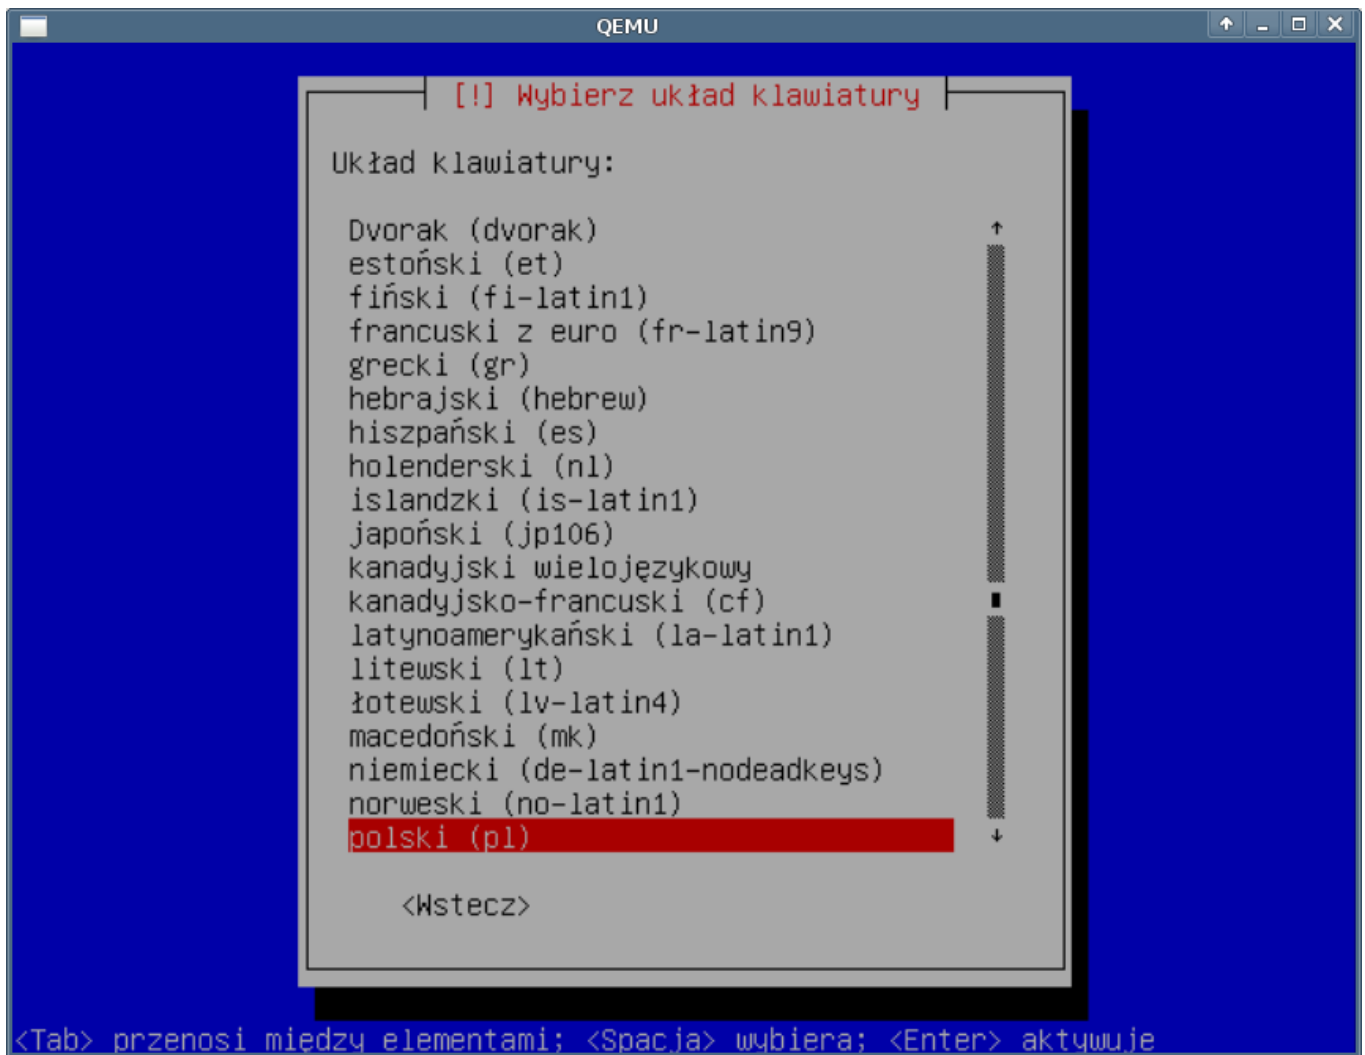 QEMU
[!] Wybierz układ klawiatury
Układ klawiatury:
Dvorak (dvorak)
estoński (et)
fiński (fi-latin1)
francuski z euro (fr-latin9)
grecki (gr)
hebrajski (hebrew)
hiszpański (es)
holenderski (nl)
islandzki (is-latin1)
japoński (jp106)
kanadyjski wielojęzykowy
kanadyjsko-francuski (cf)
latynoamerykański (la-latin1)
litewski (lt)
łotewski (lv-latin4)
macedoński (mk)
niemiecki (de-latin1-nodeadkeys)
norweski (no-latin1)
polski (pl)
<Wstecz>
<Tab> przenosi między elementami; <Spacja> wybiera; <Enter> aktywuje